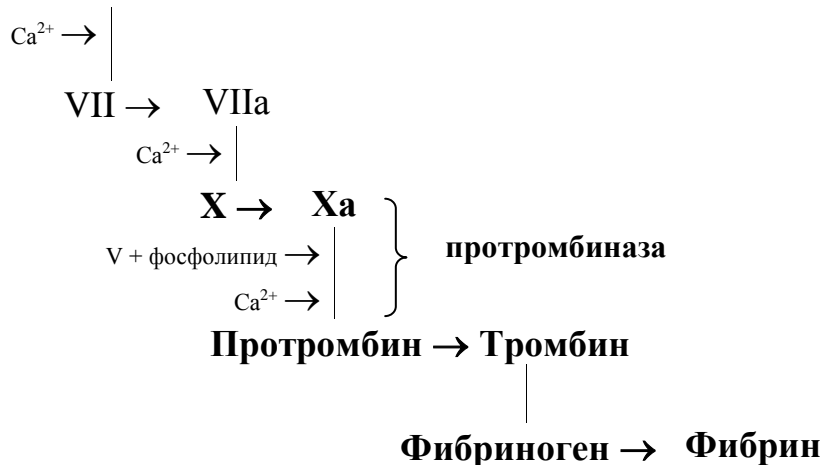 Ca²⁺ →
VII → VIIa
Ca²⁺ →
X → Xa
V + фосфолипид →
протромбиназа
Ca²⁺ →
Протромбин → Тромбин
Фибриноген → Фибрин